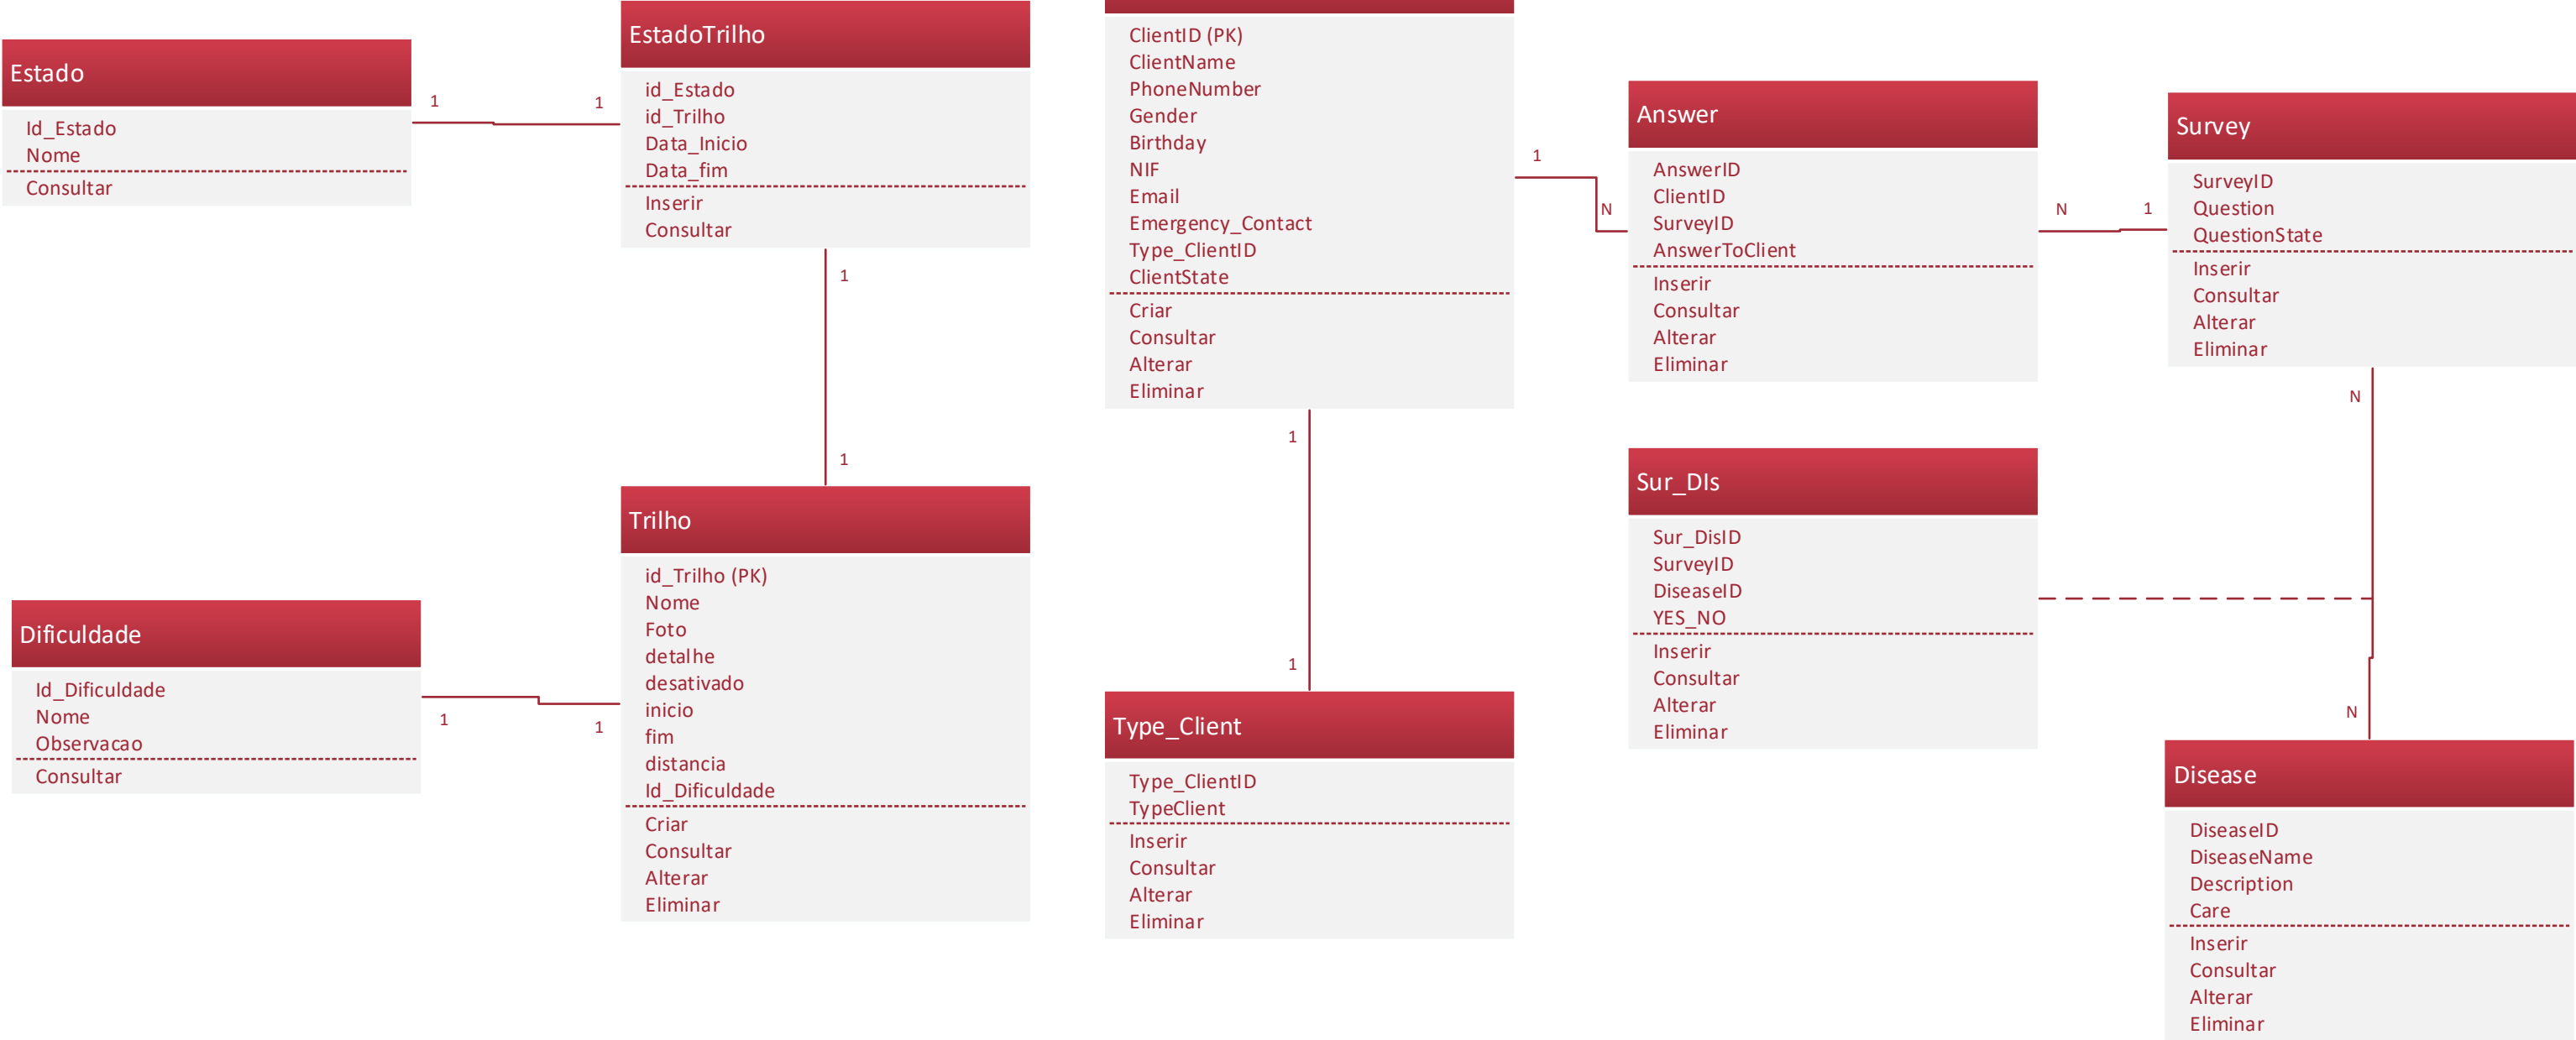 Estado
Id_Estado
Nome
Consultar
1
1
EstadoTrilho
id_Estado
id_Trilho
Data_Inicio
Data_fim
Inserir
Consultar
1
1
Trilho
id_Trilho (PK)
Nome
Foto
detalhe
desativado
inicio
fim
distancia
Id_Dificuldade
Criar
Consultar
Alterar
Eliminar
Dificuldade
Id_Dificuldade
Nome
Observacao
Consultar
1
1
ClientID (PK)
ClientName
PhoneNumber
Gender
Birthday
NIF
Email
Emergency_Contact
Type_ClientID
ClientState
Criar
Consultar
Alterar
Eliminar
1
1
Type_Client
Type_ClientID
TypeClient
Inserir
Consultar
Alterar
Eliminar
1
N
Answer
AnswerID
ClientID
SurveyID
AnswerToClient
Inserir
Consultar
Alterar
Eliminar
N
1
Survey
SurveyID
Question
QuestionState
Inserir
Consultar
Alterar
Eliminar
N
N
Sur_DIs
Sur_DisID
SurveyID
DiseaseID
YES_NO
Inserir
Consultar
Alterar
Eliminar
Disease
DiseaseID
DiseaseName
Description
Care
Inserir
Consultar
Alterar
Eliminar